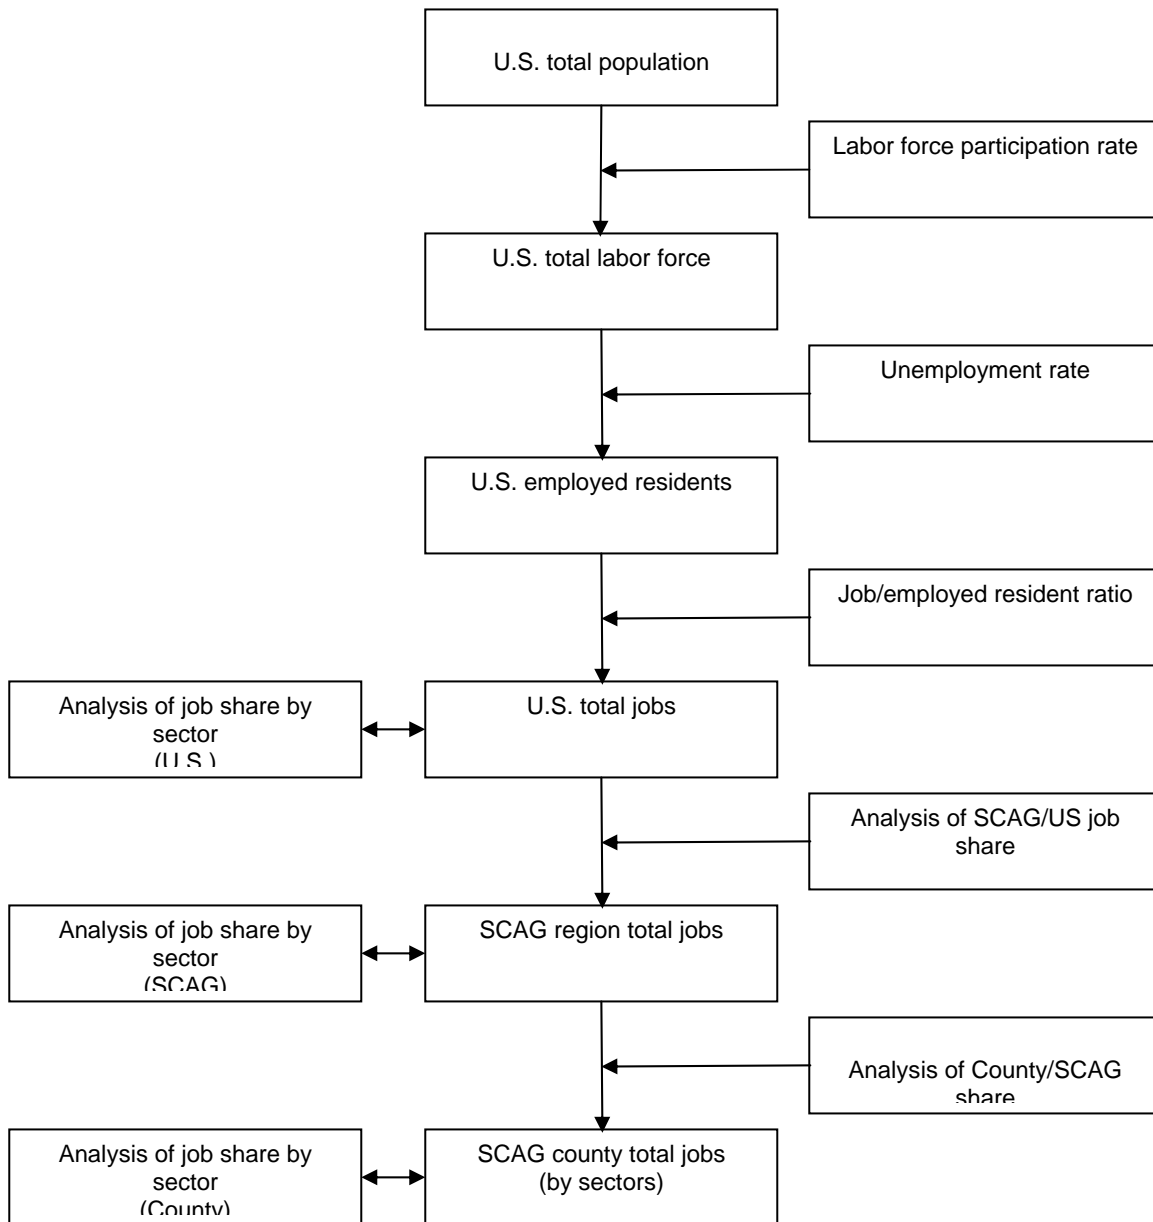 U.S. total population
Labor force participation rate
U.S. total labor force
Unemployment rate
U.S. employed residents
Job/employed resident ratio
Analysis of job share by
sector
(U.S.)
U.S. total jobs
Analysis of SCAG/US job
share
Analysis of job share by
sector
(SCAG)
SCAG region total jobs
Analysis of County/SCAG
share
Analysis of job share by
sector
(County)
SCAG county total jobs
(by sectors)